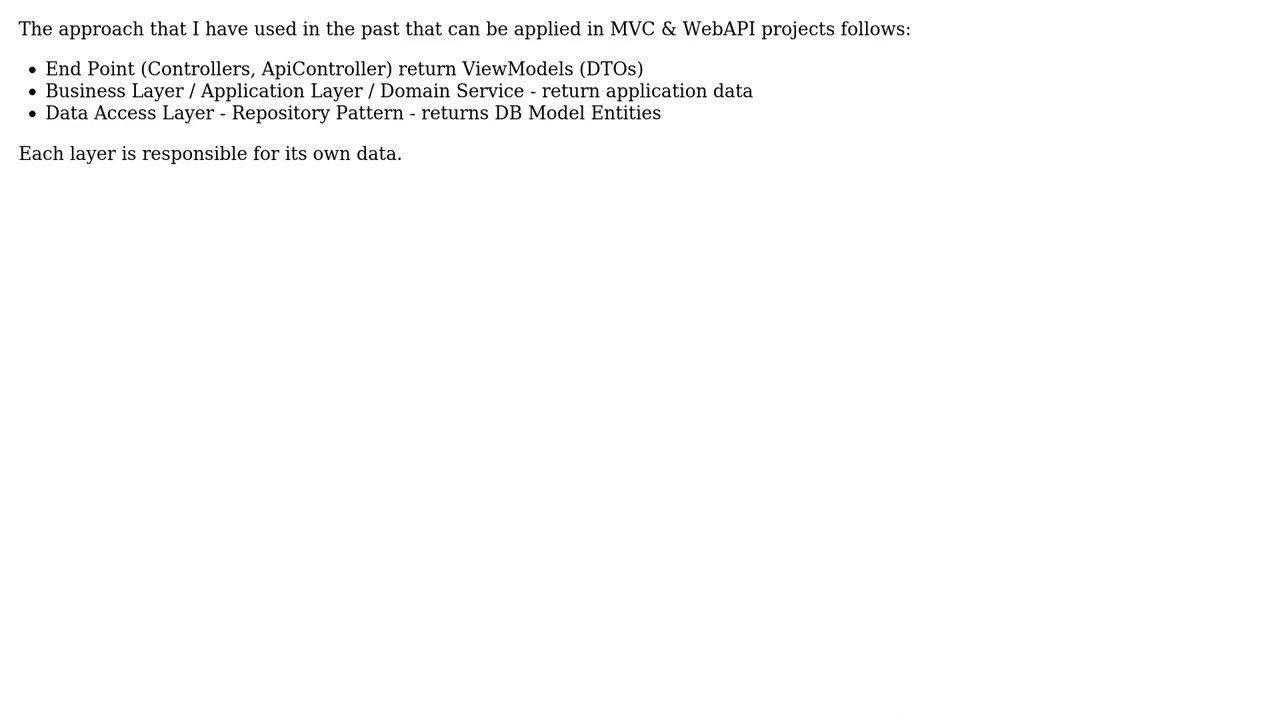 The approach that I have used in the past that can be applied in MVC & WebAPI projects follows:
• End Point (Controllers, ApiController) return ViewModels (DTOs)
• Business Layer / Application Layer / Domain Service - return application data
• Data Access Layer - Repository Pattern - returns DB Model Entities
Each layer is responsible for its own data.